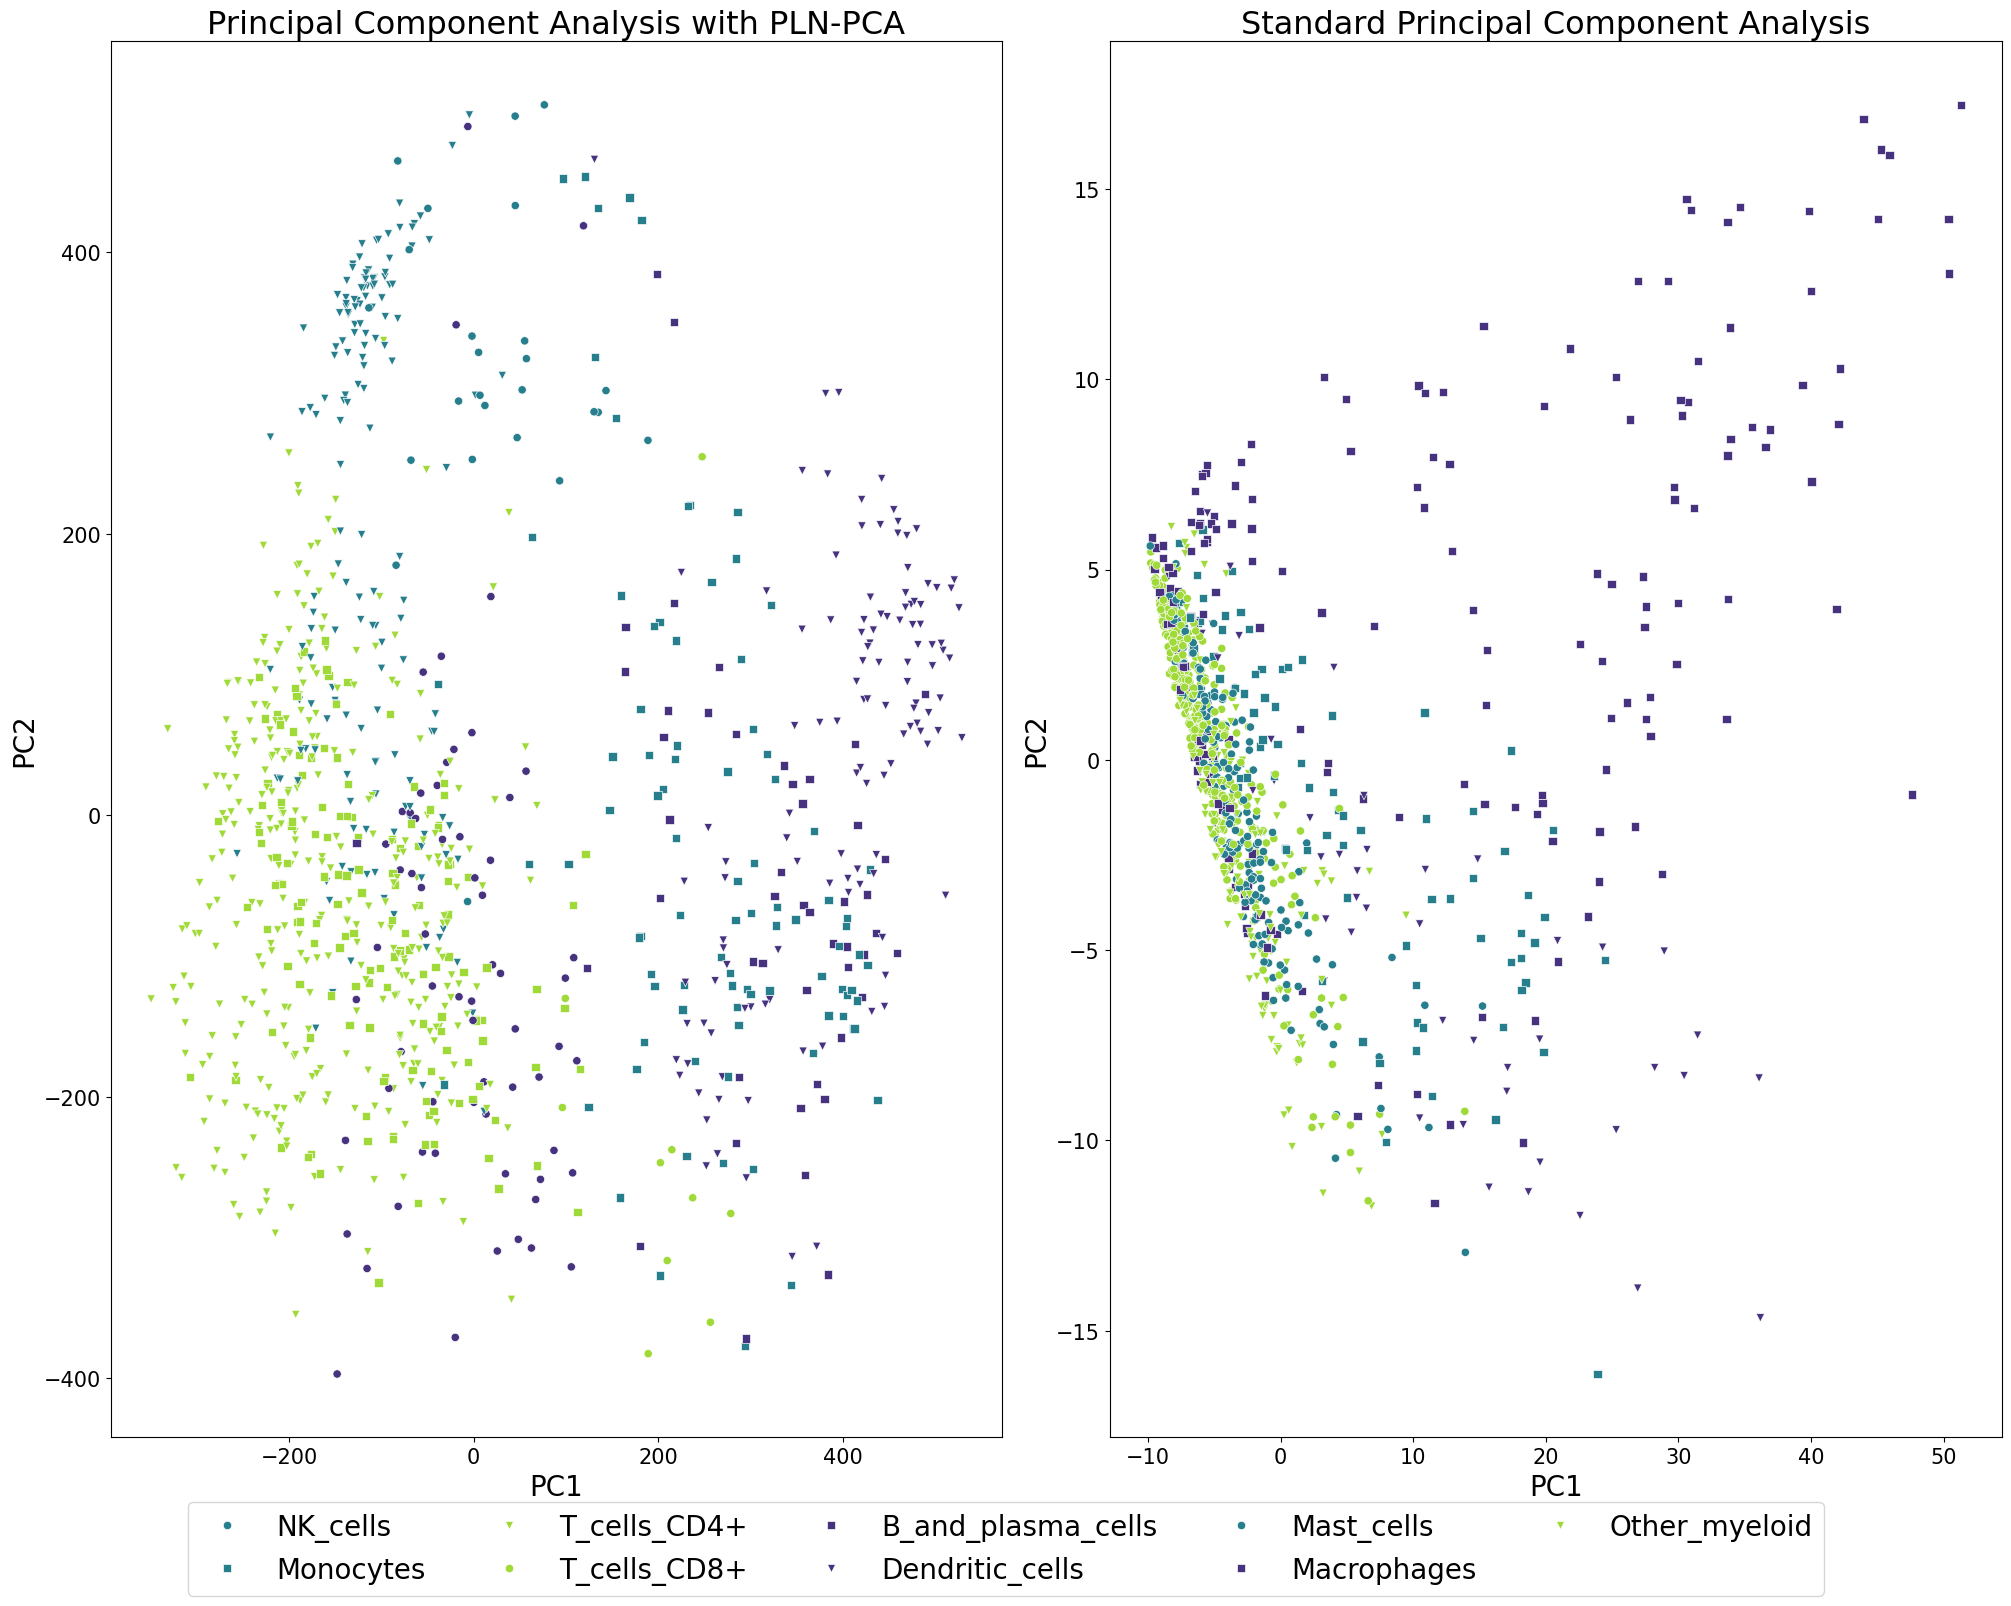 Principal Component Analysis with PLN-PCA
PC2
400
200
0
−200
−400
−200 0 200 400
PC1
Standard Principal Component Analysis
PC2
15
10
5
0
−5
−10
−15
−10 0 10 20 30 40 50
PC1
NK_cells T_cells_CD4+ B_and_plasma_cells Mast_cells Other_myeloid
Monocytes T_cells_CD8+ Dendritic_cells Macrophages